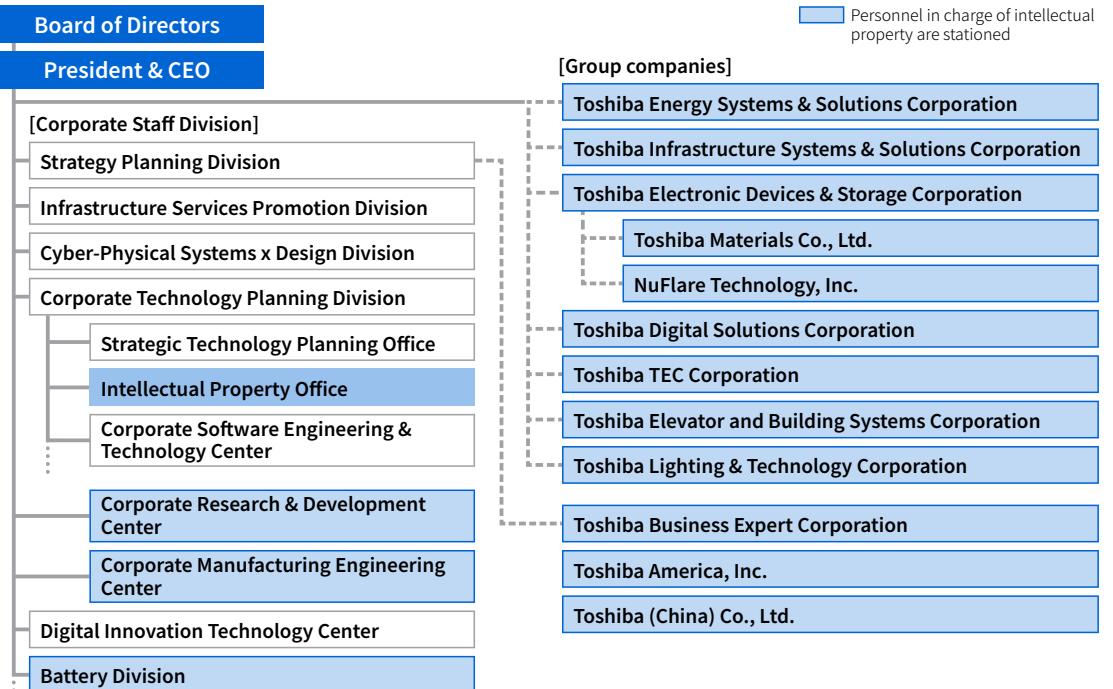 Board of Directors
President & CEO
Personnel in charge of intellectual
property are stationed
[Corporate Staff Division]
Strategy Planning Division
Infrastructure Services Promotion Division
Cyber-Physical Systems x Design Division
Corporate Technology Planning Division
Strategic Technology Planning Office
Intellectual Property Office
Corporate Software Engineering &
Technology Center
Corporate Research & Development
Center
Corporate Manufacturing Engineering
Center
Digital Innovation Technology Center
Battery Division
[Group companies]
Toshiba Energy Systems & Solutions Corporation
Toshiba Infrastructure Systems & Solutions Corporation
Toshiba Electronic Devices & Storage Corporation
Toshiba Materials Co., Ltd.
NuFlare Technology, Inc.
Toshiba Digital Solutions Corporation
Toshiba TEC Corporation
Toshiba Elevator and Building Systems Corporation
Toshiba Lighting & Technology Corporation
Toshiba Business Expert Corporation
Toshiba America, Inc.
Toshiba (China) Co., Ltd.